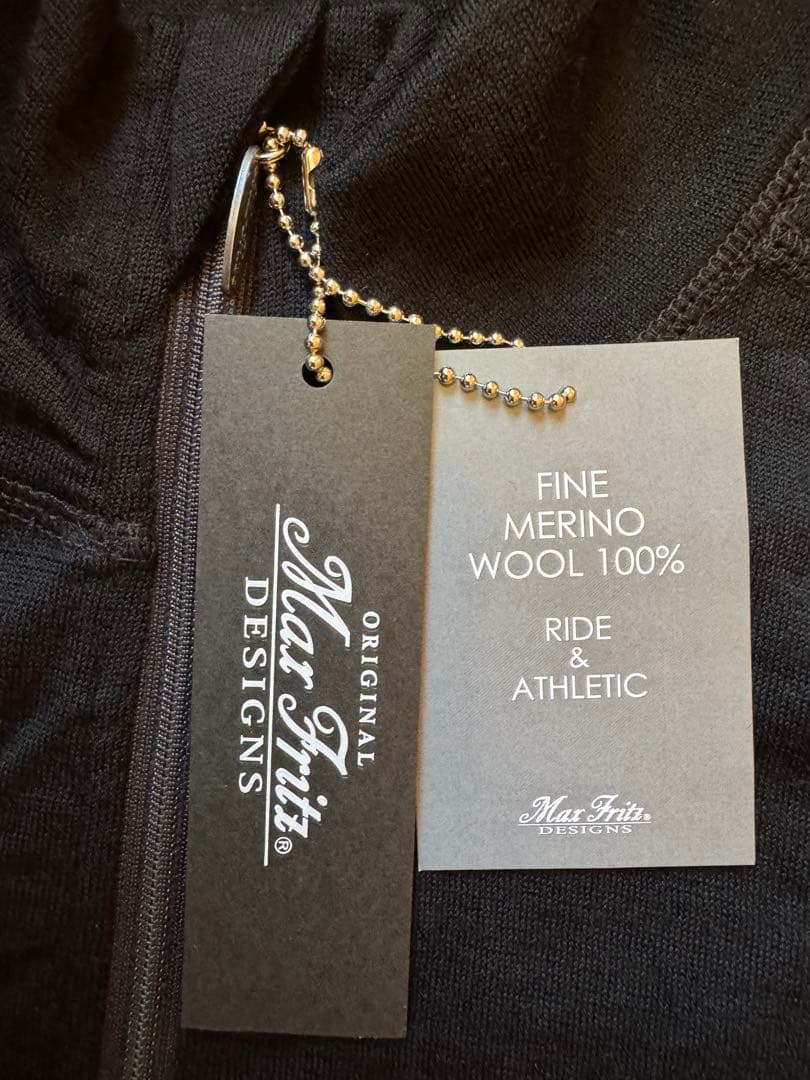 ORIGINAL
Max Fritz®
DESIGNS
FINE
MERINO
WOOL 100%
RIDE
&
ATHLETIC
Max Fritz®
DESIGNS